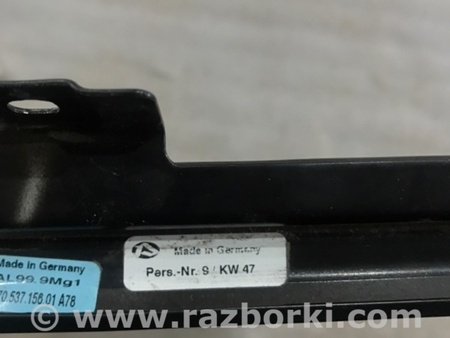 Made in Germany
Pers.-Nr. 9 / KW 47
Made in Germany
AL99.9Mg1
70.537.156.01 A78
www.razborki.com